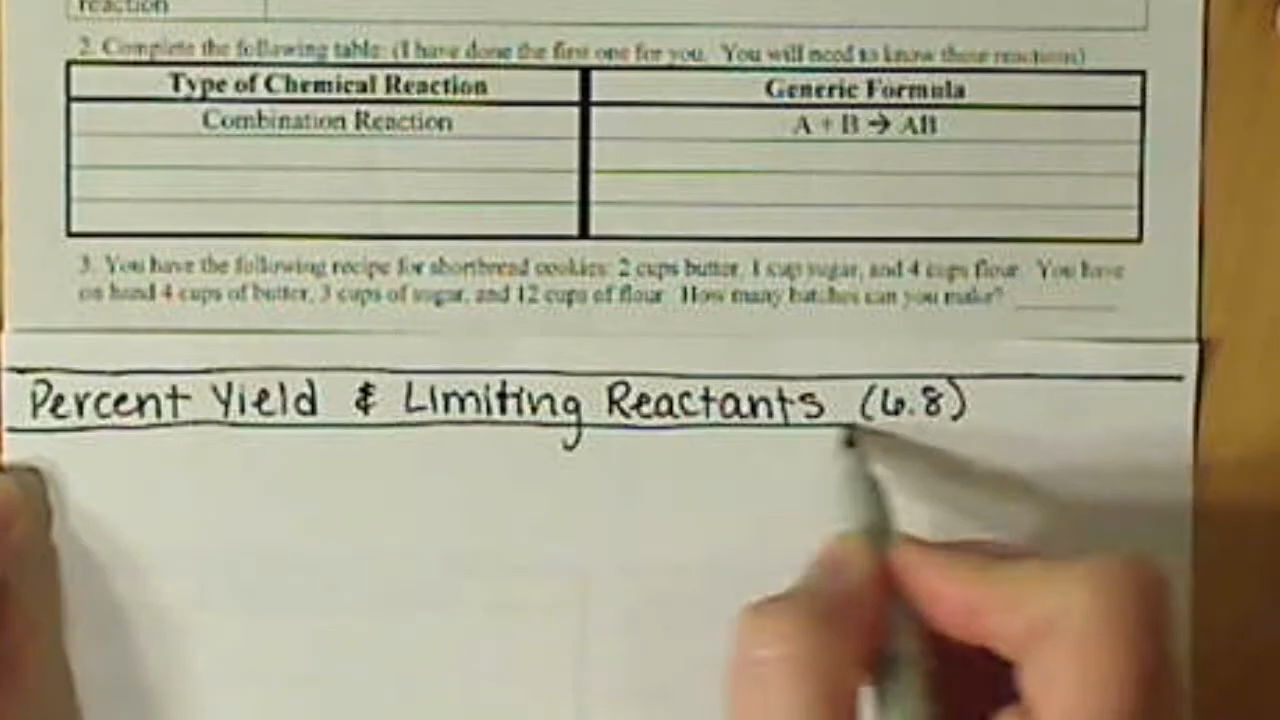 reaction
2. Complete the following table: (I have done the first one for you. You will need to know these reactions)
Type of Chemical Reaction
Generic Formula
Combination Reaction
A + B → AB
3. You have the following recipe for shortbread cookies: 2 cups butter, 1 cup sugar, and 4 cups flour. You have
on hand 4 cups of butter, 3 cups of sugar, and 12 cups of flour. How many batches can you make?
Percent Yield & Limiting Reactants (6.8)